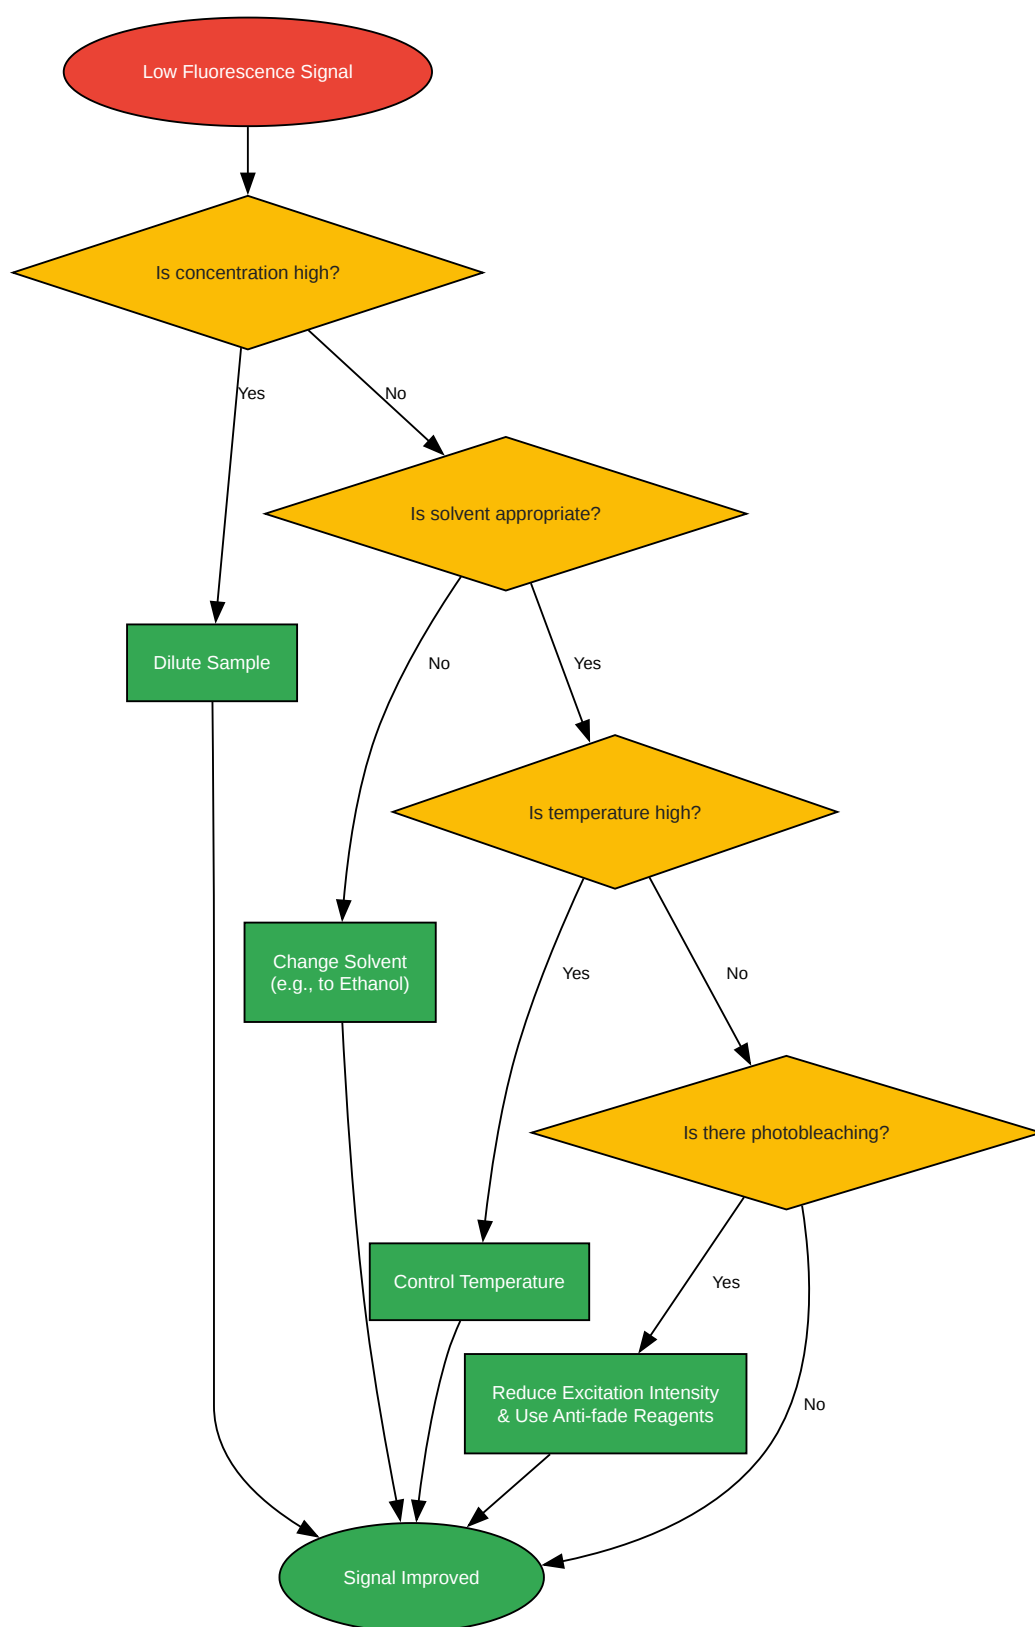 Low Fluorescence Signal
Is concentration high?
Yes
No
Is solvent appropriate?
Dilute Sample
No
Yes
Is temperature high?
Change Solvent
(e.g., to Ethanol)
Yes
No
Is there photobleaching?
Control Temperature
Yes
Reduce Excitation Intensity
& Use Anti-fade Reagents
No
Signal Improved